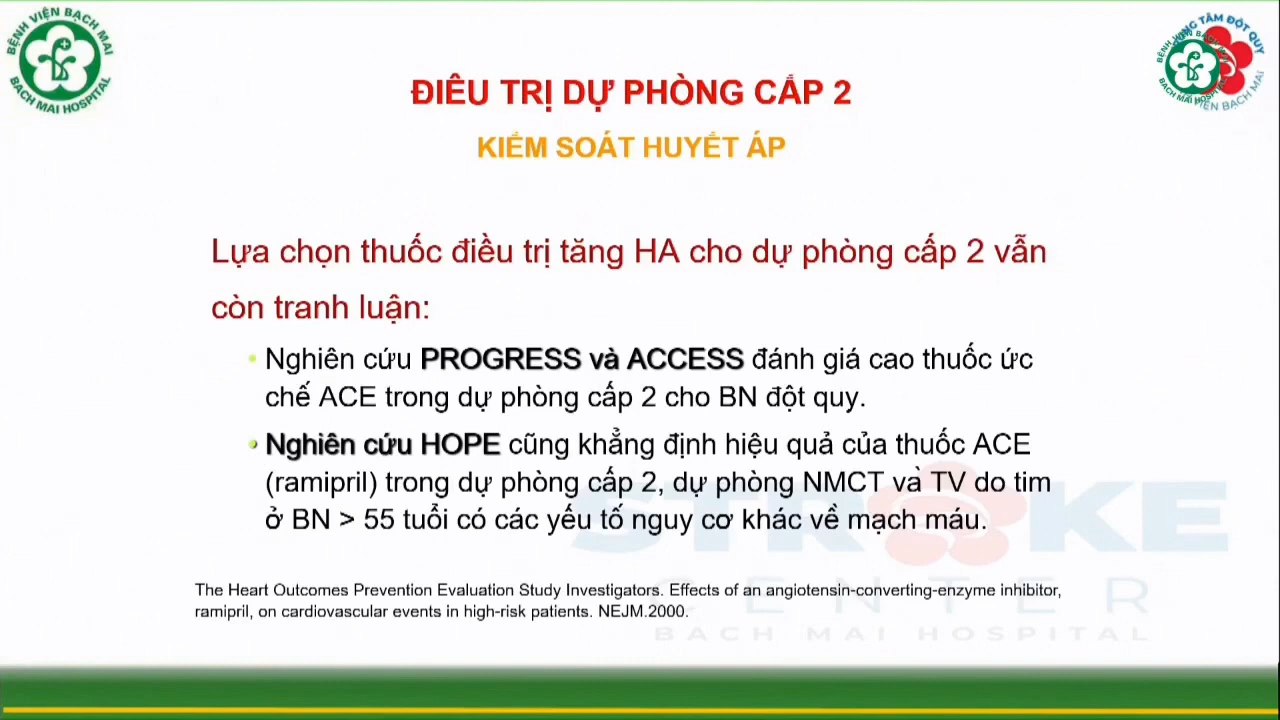 BỆNH VIỆN BẠCH MAI
BACH MAI HOSPITAL
ĐIỀU TRỊ DỰ PHÒNG CẤP 2
KIỂM SOÁT HUYẾT ÁP
Lựa chọn thuốc điều trị tăng HA cho dự phòng cấp 2 vẫn
còn tranh luận:
• Nghiên cứu PROGRESS và ACCESS đánh giá cao thuốc ức
chế ACE trong dự phòng cấp 2 cho BN đột quy.
• Nghiên cứu HOPE cũng khẳng định hiệu quả của thuốc ACE
(ramipril) trong dự phòng cấp 2, dự phòng NMCT và TV do tim
ở BN > 55 tuổi có các yếu tố nguy cơ khác về mạch máu.
STROKE
CENTER
BACH MAI HOSPITAL
The Heart Outcomes Prevention Evaluation Study Investigators. Effects of an angiotensin-converting-enzyme inhibitor,
ramipril, on cardiovascular events in high-risk patients. NEJM.2000.